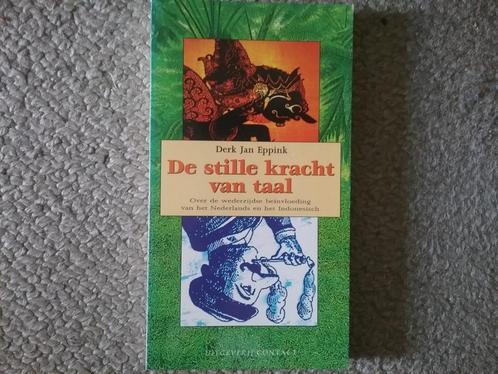 Derk Jan Eppink
De stille kracht
van taal
Over de wederzijdse beïnvloeding
van het Nederlands en het Indonesisch
UITGEVERIJ CONTACT